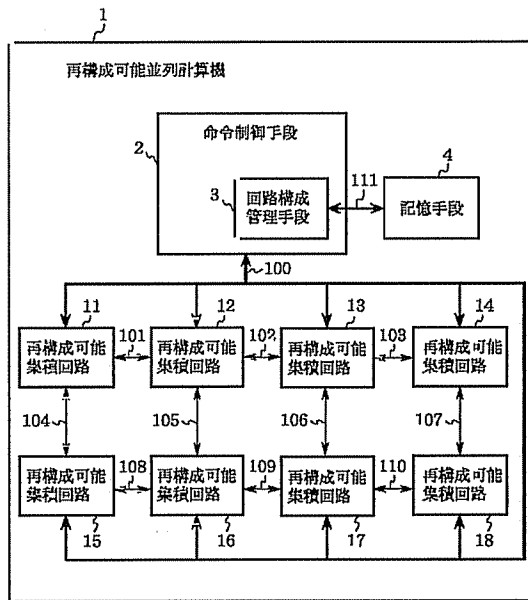 1
再構成可能並列計算機
命令制御手段
2
3
回路構成
管理手段
111
4
記憶手段
100
11
12
13
14
再構成可能
集積回路
101
再構成可能
集積回路
102
再構成可能
集積回路
103
再構成可能
集積回路
104
105
106
107
再構成可能
集積回路
108
再構成可能
集積回路
109
再構成可能
集積回路
110
再構成可能
集積回路
15
16
17
18